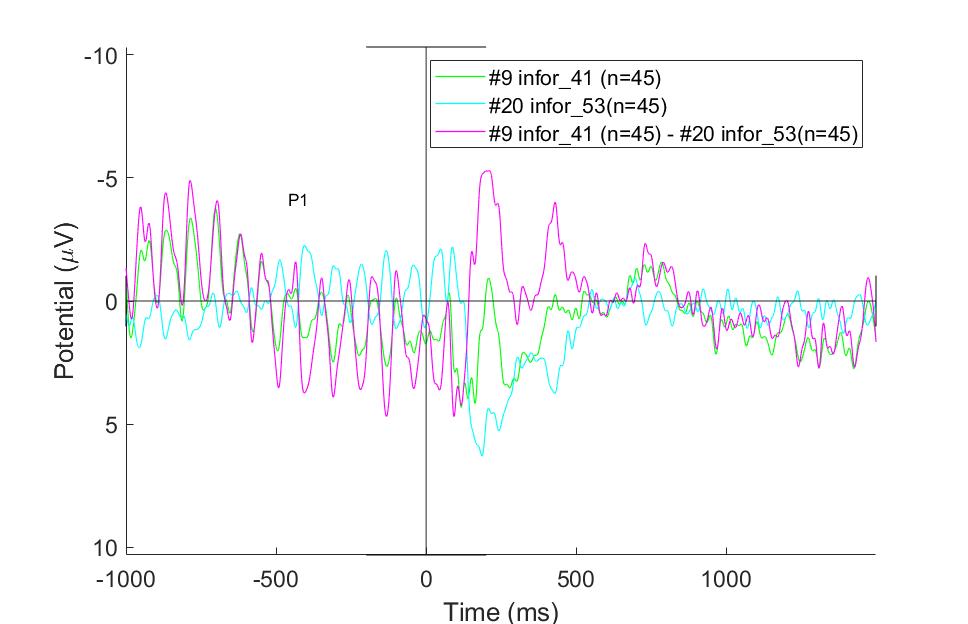 -10
#9 infor_41 (n=45)
#20 infor_53(n=45)
#9 infor_41 (n=45) - #20 infor_53(n=45)
-5
P1
Potential (μV)
0
5
10
-1000
-500
0
500
1000
Time (ms)